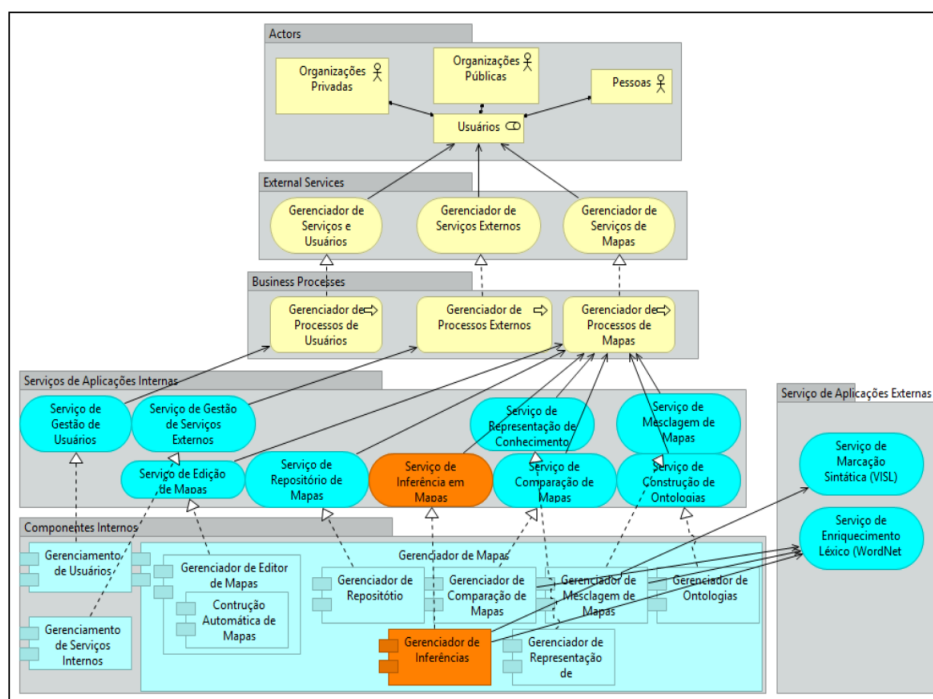 Actors
Organizações
Privadas
Organizações
Públicas
Pessoas
Usuários
External Services
Gerenciador de
Serviços e
Usuários
Gerenciador de
Serviços Externos
Gerenciador de
Serviços de
Mapas
Business Processes
Gerenciador de
Processos de
Usuários
Gerenciador de
Processos Externos
Gerenciador de
Processos de
Mapas
Serviços de Aplicações Internas
Serviço de
Gestão de
Usuários
Serviço de Gestão
de Serviços
Externos
Serviço de
Representação de
Conhecimento
Serviço de
Mesclagem de
Mapas
Serviço de Edição
de Mapas
Serviço de
Repositório de
Mapas
Serviço de
Inferência em
Mapas
Serviço de
Comparação de
Mapas
Serviço de
Construção de
Ontologias
Serviço de Aplicações Externas
Serviço de
Marcação
Sintática (VISL)
Serviço de
Enriquecimento
Léxico (WordNet
Componentes Internos
Gerenciamento
de Usuários
Gerenciamento
de Serviços
Internos
Gerenciador de Mapas
Gerenciador de Editor
de Mapas
Contrução
Automática de
Mapas
Gerenciador de
Repositótio
Gerenciador de
Comparação de
Mapas
Gerenciador de
Mesclagem de
Mapas
Gerenciador de
Ontologias
Gerenciador de
Inferências
Gerenciador de
Representação de